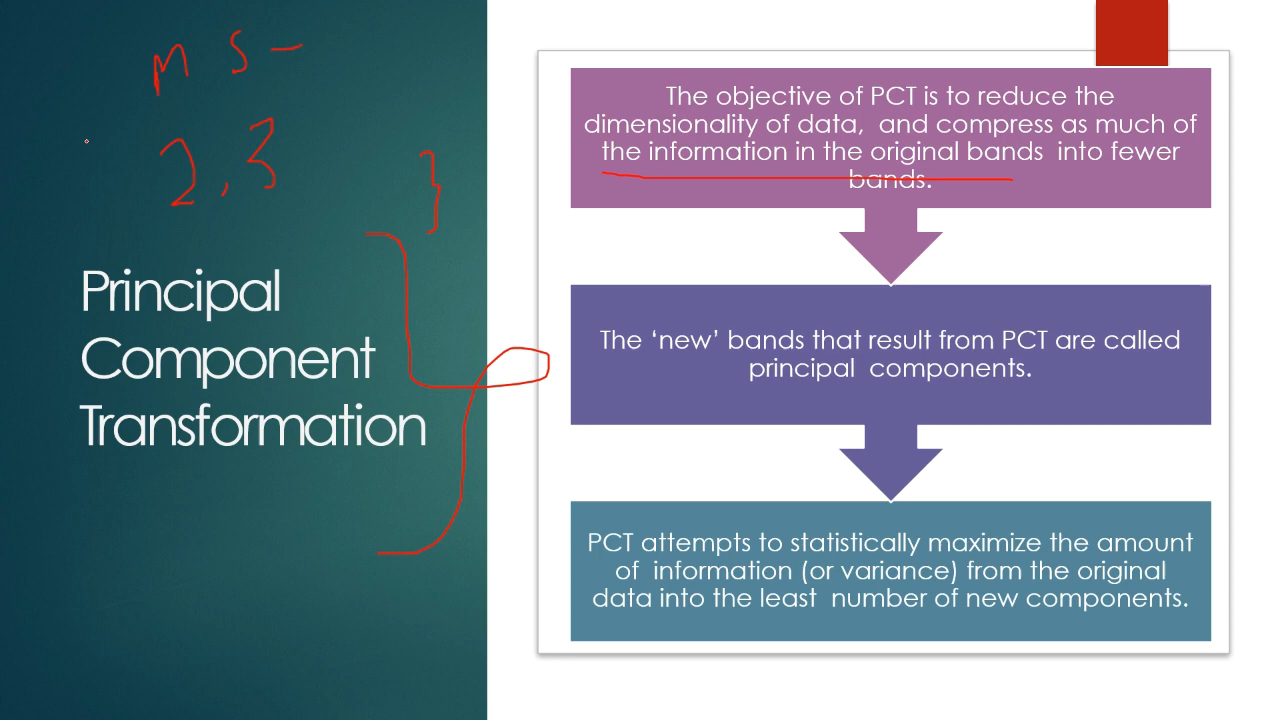 M S –
2,3
}
Principal
Component
Transformation
The objective of PCT is to reduce the
dimensionality of data, and compress as much of
the information in the original bands into fewer
bands.
The ‘new’ bands that result from PCT are called
principal components.
PCT attempts to statistically maximize the amount
of information (or variance) from the original
data into the least number of new components.